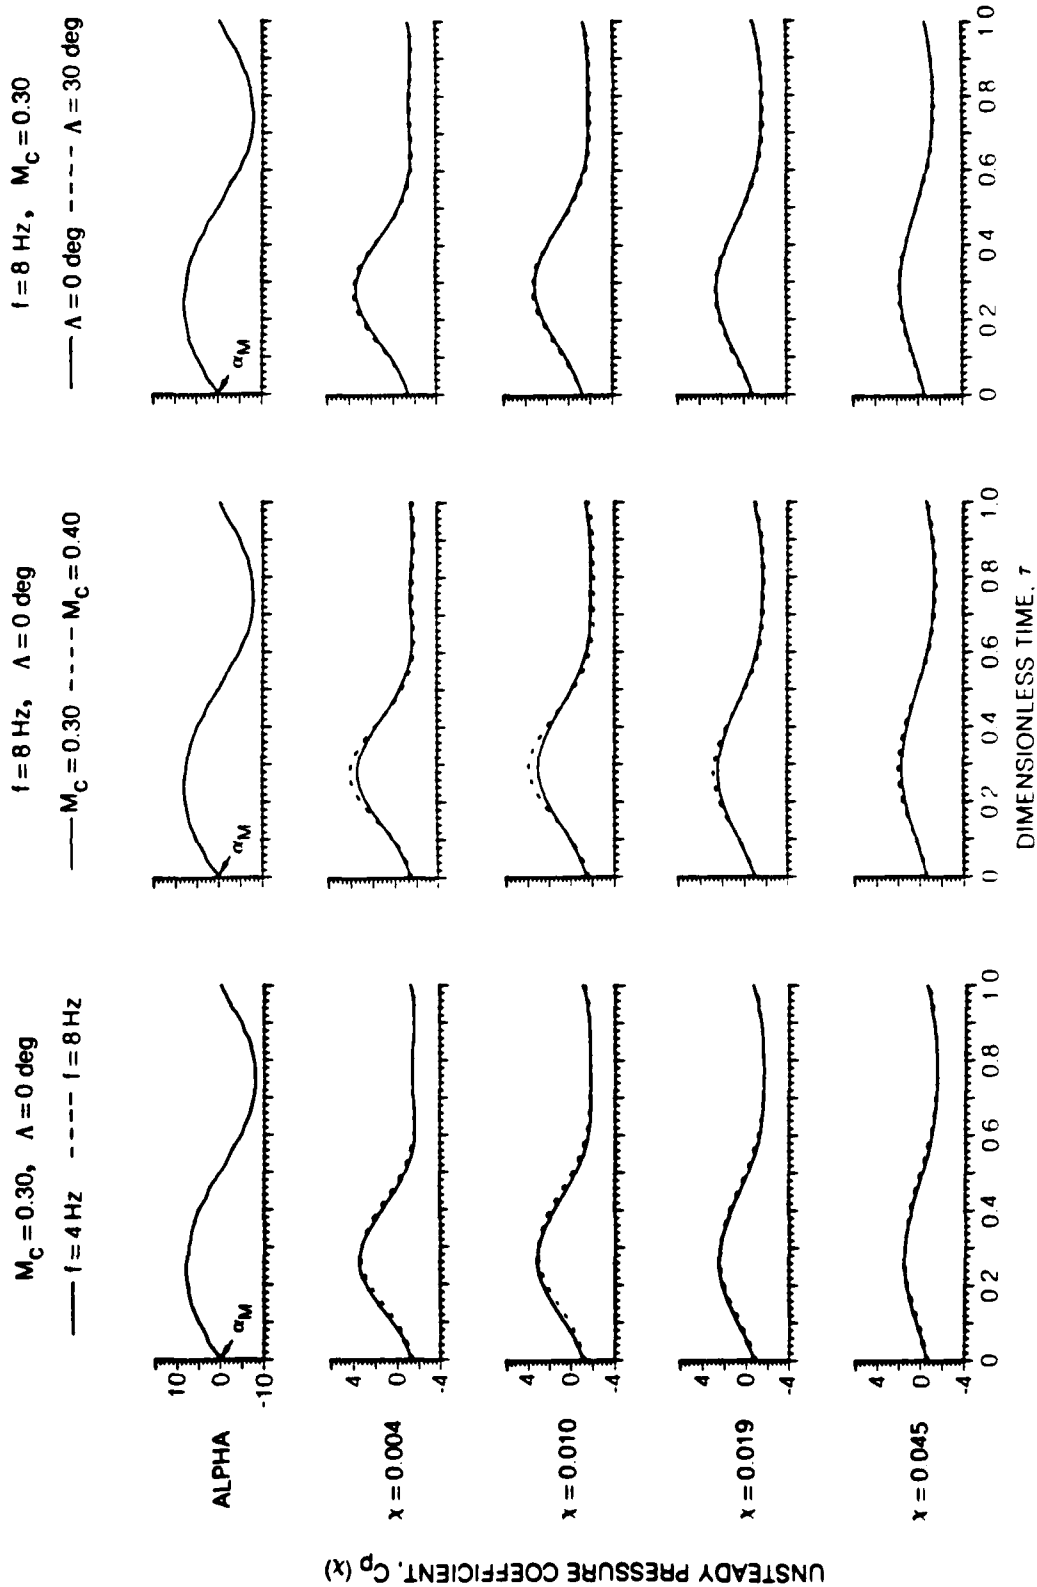 M_C = 0.30, Λ = 0 deg
—— f = 4 Hz ---- f = 8 Hz
f = 8 Hz, Λ = 0 deg
—— M_C = 0.30 ---- M_C = 0.40
f = 8 Hz, M_C = 0.30
—— Λ = 0 deg ---- Λ = 30 deg
ALPHA
10
0
-10
α_M
α_M
α_M
χ = 0.004
4
0
-4
χ = 0.010
4
0
-4
χ = 0.019
4
0
-4
χ = 0.045
4
0
-4
0 0 2 0.4 0.6 0.8 1 0
0 0 2 0.4 0.6 0.8 1.0
0 0 2 0 4 0.6 0 8 1 0
DIMENSIONLESS TIME, τ
UNSTEADY PRESSURE COEFFICIENT, C_p (χ)